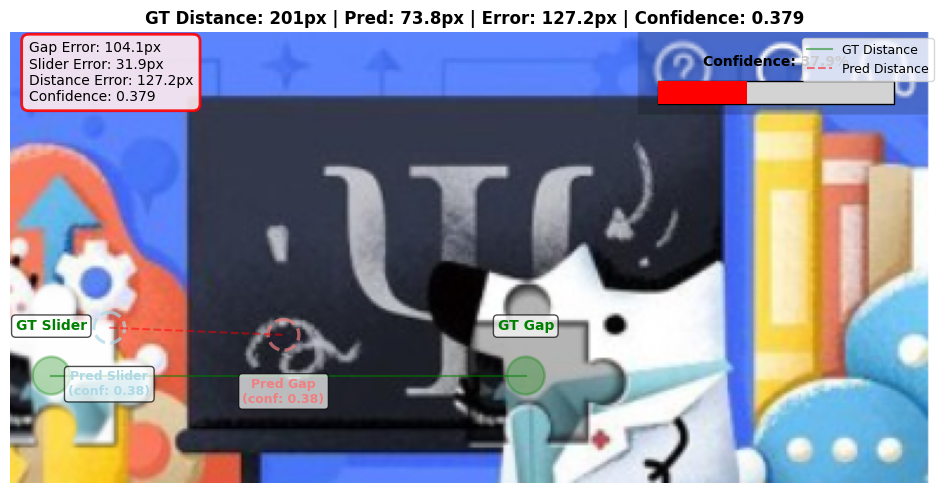 GT Distance: 201px | Pred: 73.8px | Error: 127.2px | Confidence: 0.379
Gap Error: 104.1px
Slider Error: 31.9px
Distance Error: 127.2px
Confidence: 0.379
Confidence: 37.9%
GT Distance
Pred Distance
?
Ψ
GT Slider
GT Gap
Pred Slider
(conf: 0.38)
Pred Gap
(conf: 0.38)